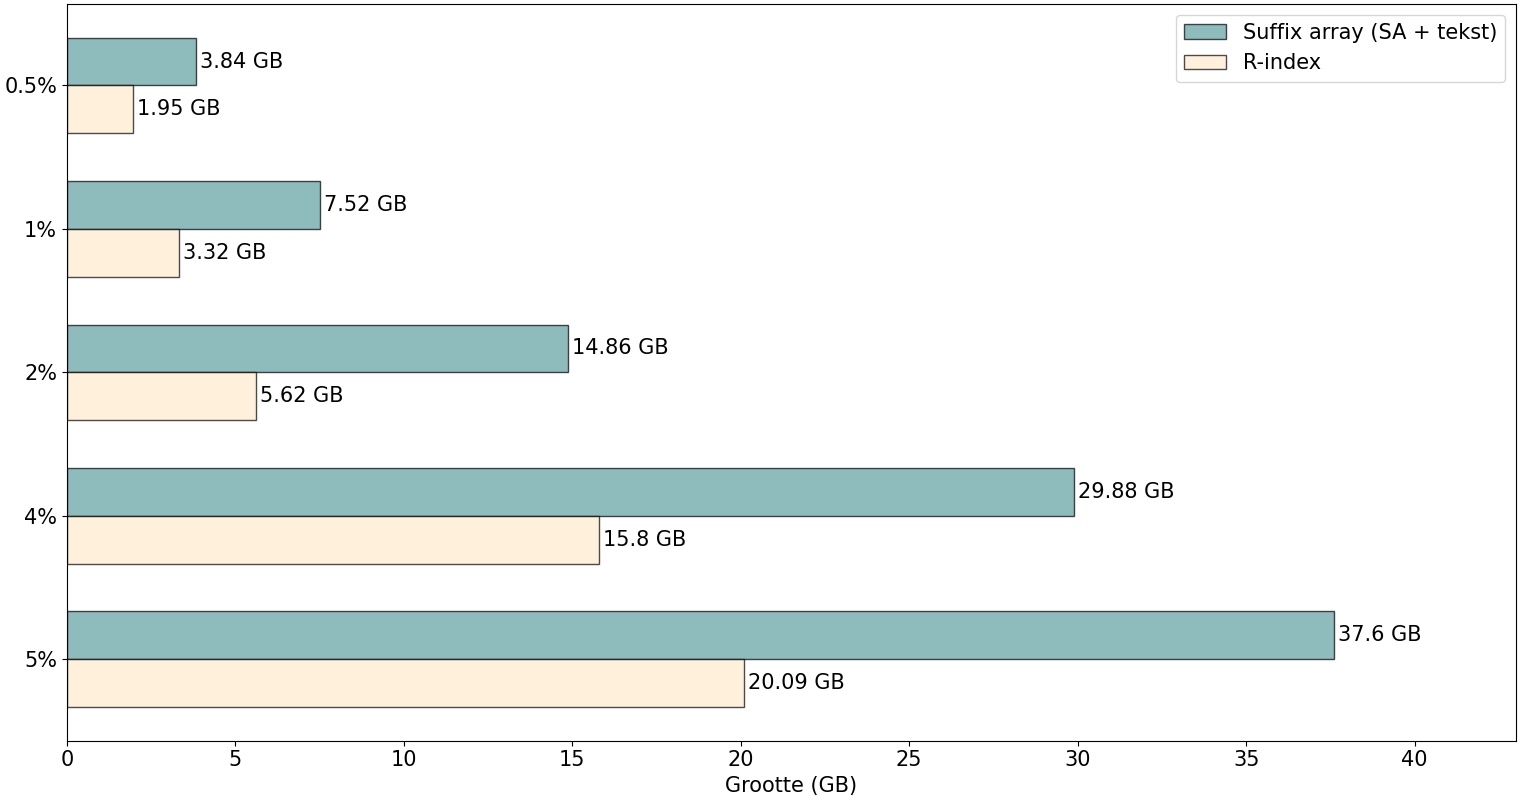 Suffix array (SA + tekst)
R-index
0.5%
3.84 GB
1.95 GB
1%
7.52 GB
3.32 GB
2%
14.86 GB
5.62 GB
4%
29.88 GB
15.8 GB
5%
37.6 GB
20.09 GB
0 5 10 15 20 25 30 35 40
Grootte (GB)